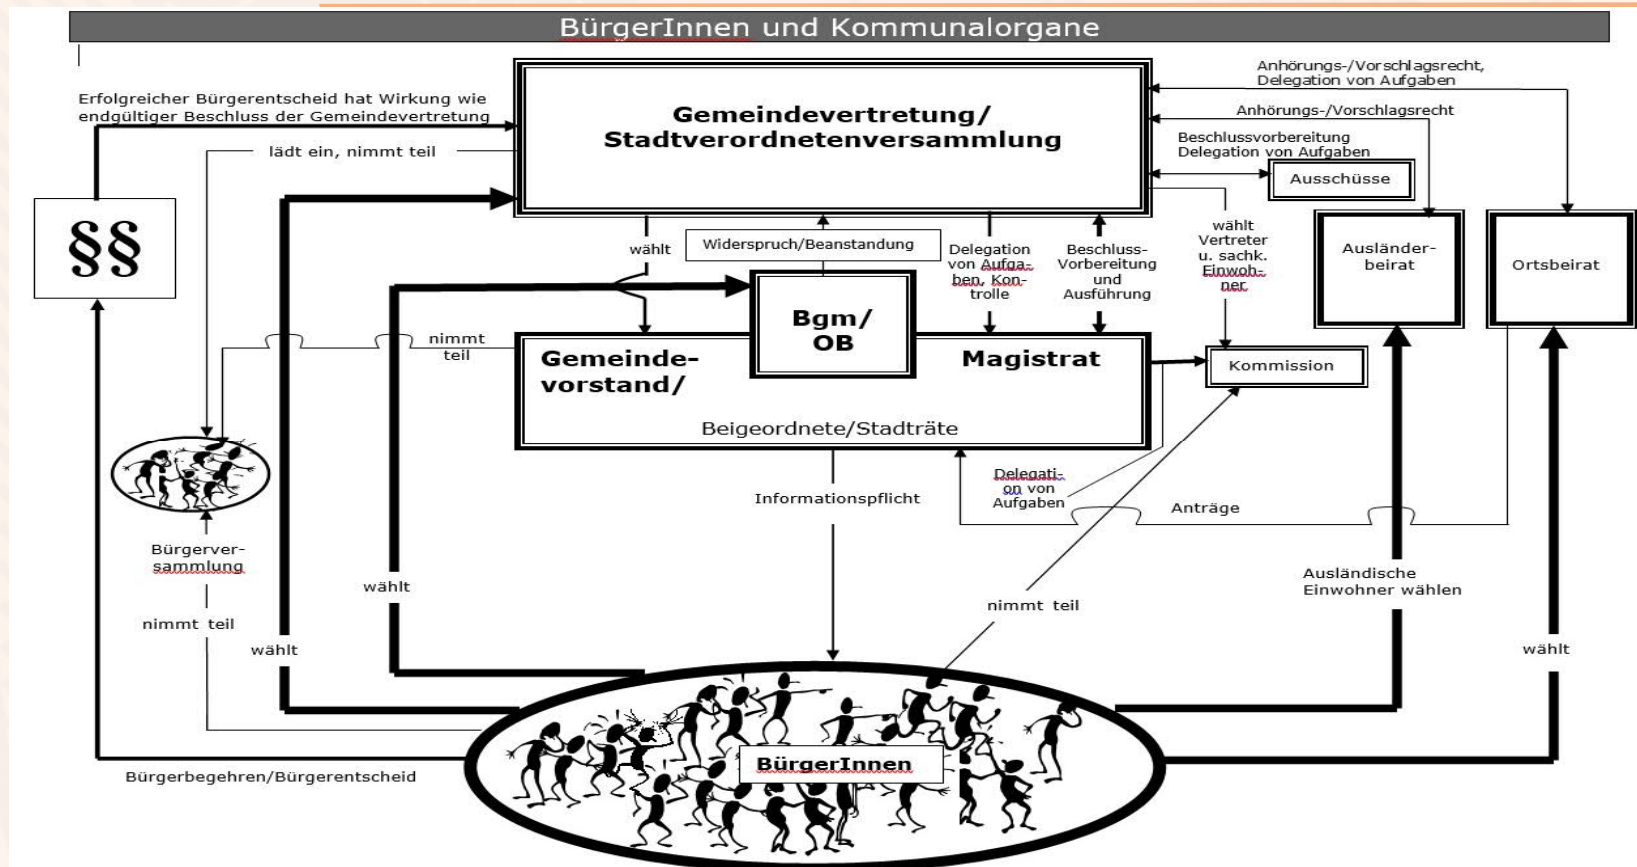 BürgerInnen und Kommunalorgane
Anhörungs-/Vorschlagsrecht,
Delegation von Aufgaben
Erfolgreicher Bürgerentscheid hat Wirkung wie
endgültiger Beschluss der Gemeindevertretung
Gemeindevertretung/
Stadtverordnetenversammlung
Anhörungs-/Vorschlagsrecht
Beschlussvorbereitung
Delegation von Aufgaben
lädt ein, nimmt teil
Ausschüsse
§§
wählt
Widerspruch/Beanstandung
Delegation
von Aufga-
ben, Kon-
trolle
Beschluss-
Vorbereitung
und
Ausführung
wählt
Vertreter
u. sachk.
Einwoh-
ner
Ausländer-
beirat
Ortsbeirat
Bgm/
OB
nimmt
teil
Gemeinde-
vorstand/
Magistrat
Kommission
Beigeordnete/Stadträte
Delegati-
on von
Aufgaben
Informationspflicht
Anträge
Bürgerver-
sammlung
wählt
Ausländische
Einwohner wählen
nimmt teil
nimmt teil
wählt
wählt
BürgerInnen
Bürgerbegehren/Bürgerentscheid